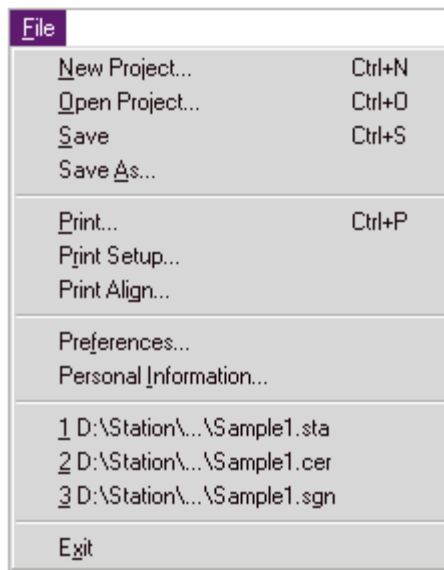 File
New Project... Ctrl+N
Open Project... Ctrl+O
Save Ctrl+S
Save As...
Print... Ctrl+P
Print Setup...
Print Align...
Preferences...
Personal Information...
1 D:\Station\...\Sample1.sta
2 D:\Station\...\Sample1.cer
3 D:\Station\...\Sample1.sgn
Exit